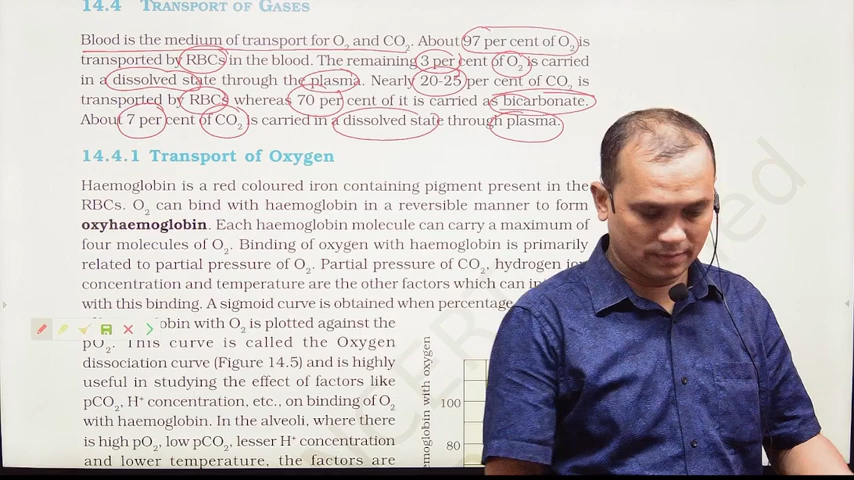 14.4 TRANSPORT OF GASES
Blood is the medium of transport for O₂ and CO₂. About 97 per cent of O₂ is
transported by RBCs in the blood. The remaining 3 per cent of O₂ is carried
in a dissolved state through the plasma. Nearly 20-25 per cent of CO₂ is
transported by RBCs whereas 70 per cent of it is carried as bicarbonate.
About 7 per cent of CO₂ is carried in a dissolved state through plasma.
14.4.1 Transport of Oxygen
Haemoglobin is a red coloured iron containing pigment present in the
RBCs. O₂ can bind with haemoglobin in a reversible manner to form
oxyhaemoglobin. Each haemoglobin molecule can carry a maximum of
four molecules of O₂. Binding of oxygen with haemoglobin is primarily
related to partial pressure of O₂. Partial pressure of CO₂, hydrogen
concentration and temperature are the other factors which can
with this binding. A sigmoid curve is obtained when percentage
with O₂ is plotted against the
pO₂. This curve is called the Oxygen
dissociation curve (Figure 14.5) and is highly
useful in studying the effect of factors like
pCO₂, H⁺ concentration, etc., on binding of O₂
with haemoglobin. In the alveoli, where there
is high pO₂, low pCO₂, lesser H⁺ concentration
and lower temperature, the factors are
with oxygen
100
80